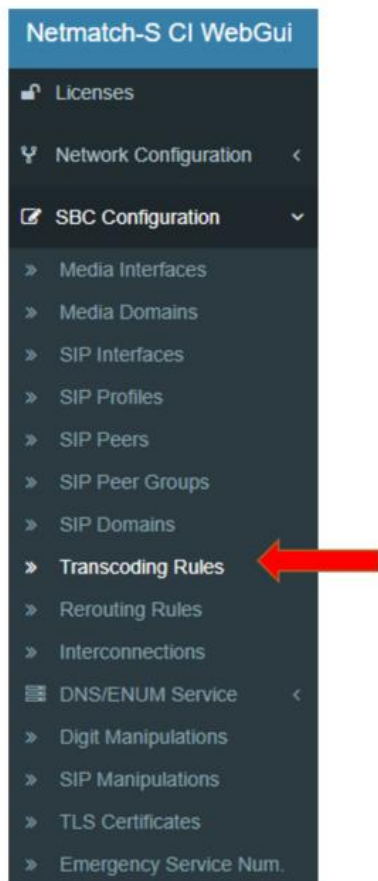 Netmatch-S CI WebGui
Licenses
Network Configuration
SBC Configuration
Media Interfaces
Media Domains
SIP Interfaces
SIP Profiles
SIP Peers
SIP Peer Groups
SIP Domains
Transcoding Rules
Rerouting Rules
Interconnections
DNS/ENUM Service
Digit Manipulations
SIP Manipulations
TLS Certificates
Emergency Service Num.